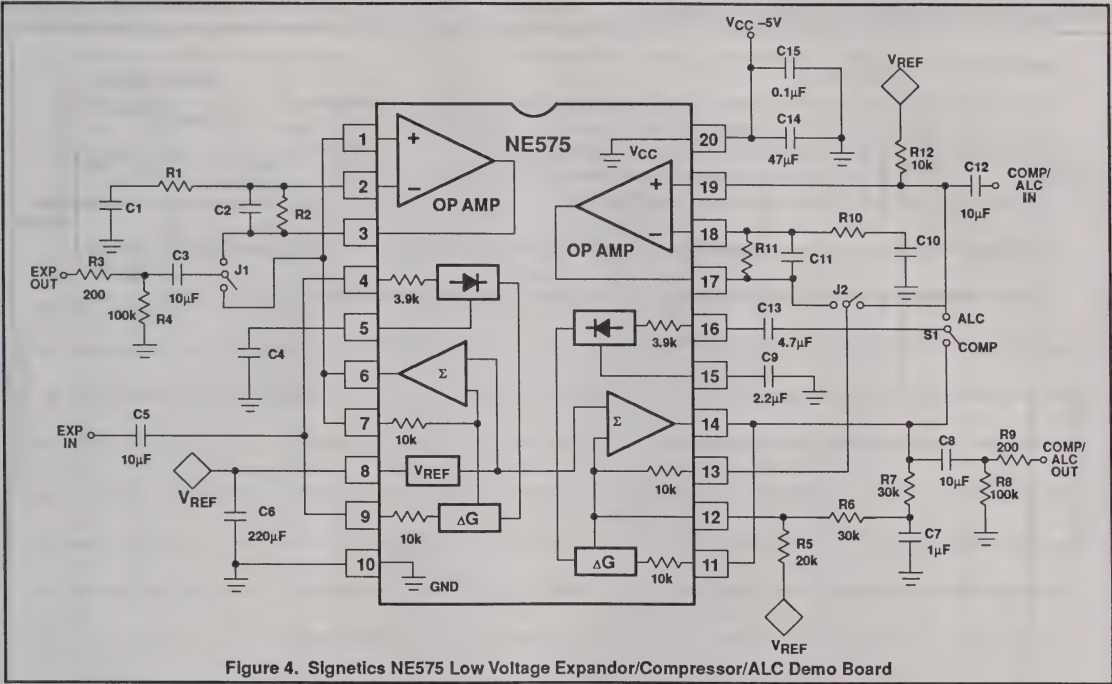 VCC –5V
C15
0.1µF
C14
47µF
VREF
R12
10k
C12
10µF
COMP/
ALC
IN
NE575
1
+
2
–
OP AMP
3
4
3.9k
5
6
Σ
7
10k
8
VREF
9
10k
ΔG
10
GND
20
VCC
19
+
18
–
OP AMP
17
16
3.9k
15
14
Σ
13
10k
12
11
ΔG
10k
R1
C1
C2
R2
EXP
OUT
R3
200
C3
10µF
J1
100k
R4
C4
EXP
IN
C5
10µF
VREF
C6
220µF
R11
C11
R10
C10
J2
C13
4.7µF
ALC
S1
COMP
C9
2.2µF
C8
10µF
R9
200
COMP/
ALC
OUT
R7
30k
R8
100k
R6
30k
C7
1µF
R5
20k
VREF
Figure 4. Signetics NE575 Low Voltage Expandor/Compressor/ALC Demo Board